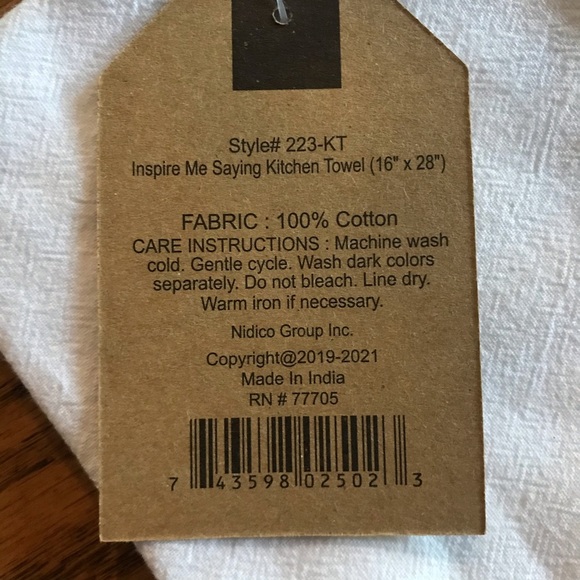 Style# 223-KT
Inspire Me Saying Kitchen Towel (16" x 28")
FABRIC : 100% Cotton
CARE INSTRUCTIONS : Machine wash
cold. Gentle cycle. Wash dark colors
separately. Do not bleach. Line dry.
Warm iron if necessary.
Nidico Group Inc.
Copyright@2019-2021
Made In India
RN # 77705
7 43598 02502 3